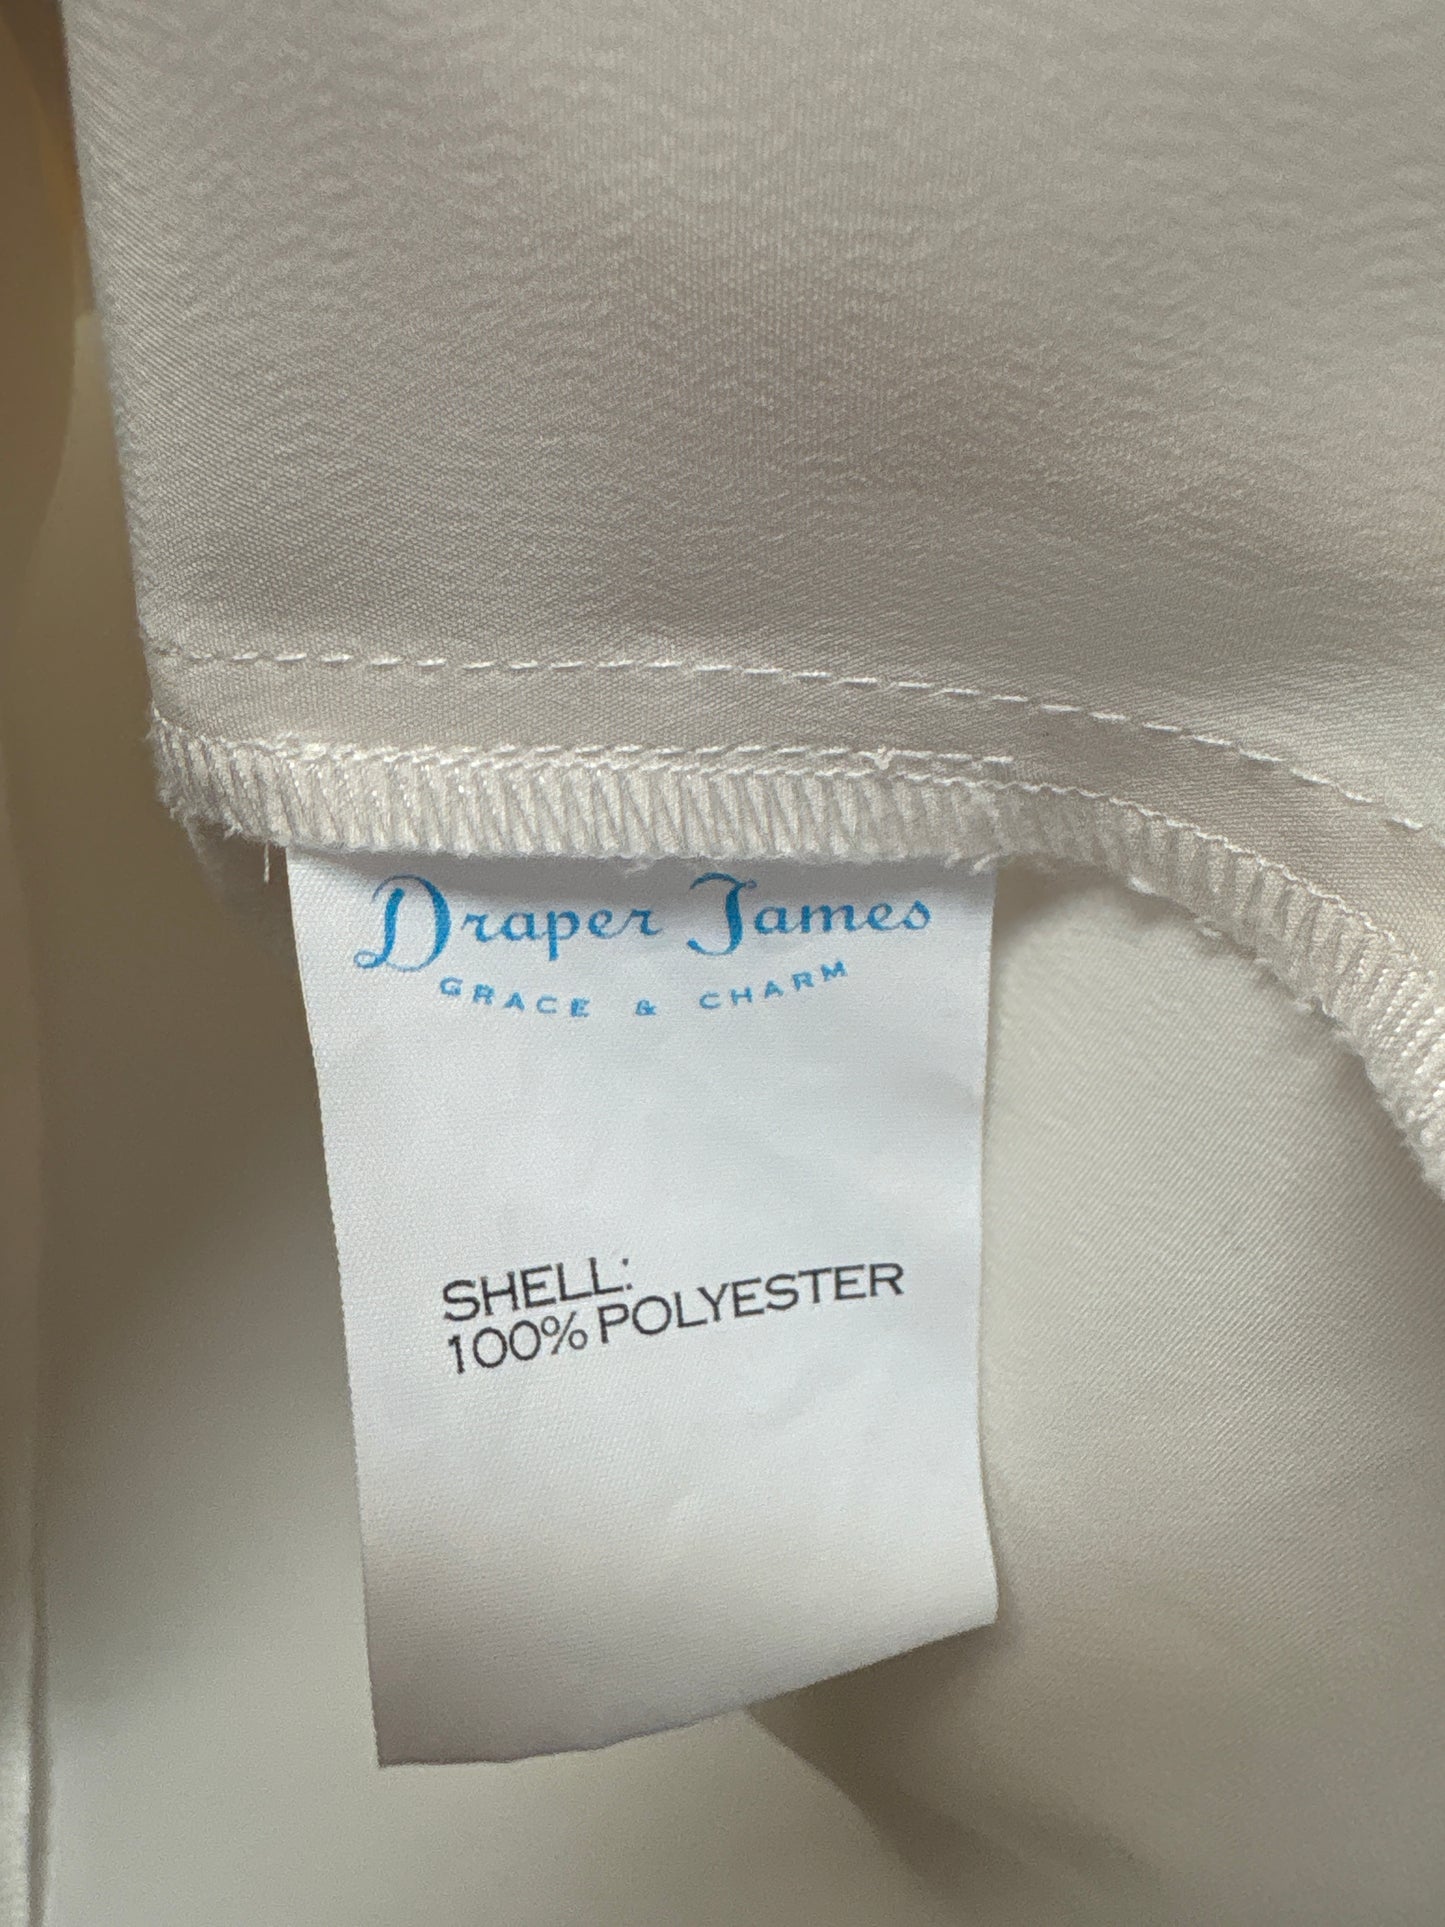 Draper James
GRACE & CHARM
SHELL:
100% POLYESTER